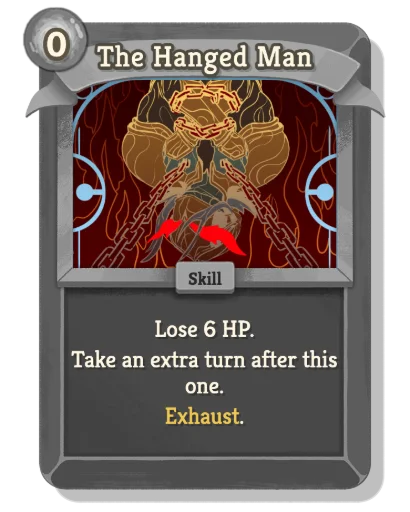 0
The Hanged Man
Skill
Lose 6 HP.
Take an extra turn after this
one.
Exhaust.